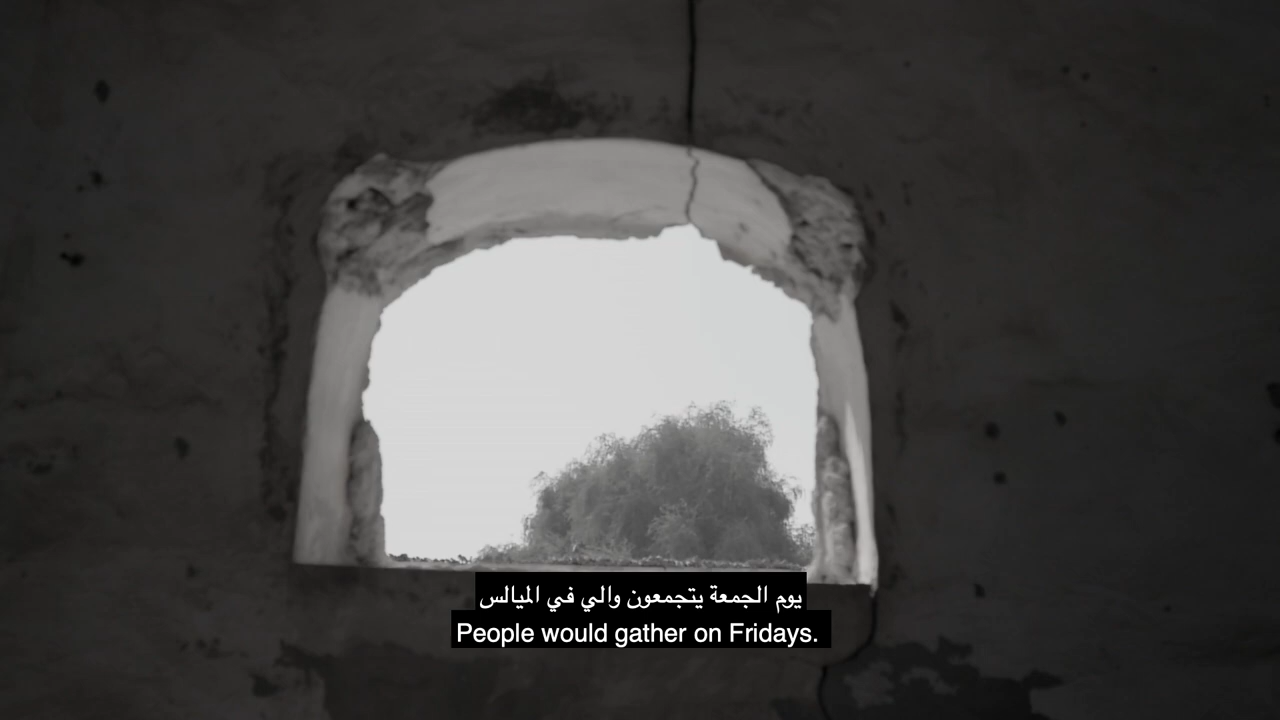 يوم الجمعة يتجمعون والي في الميالس
People would gather on Fridays.